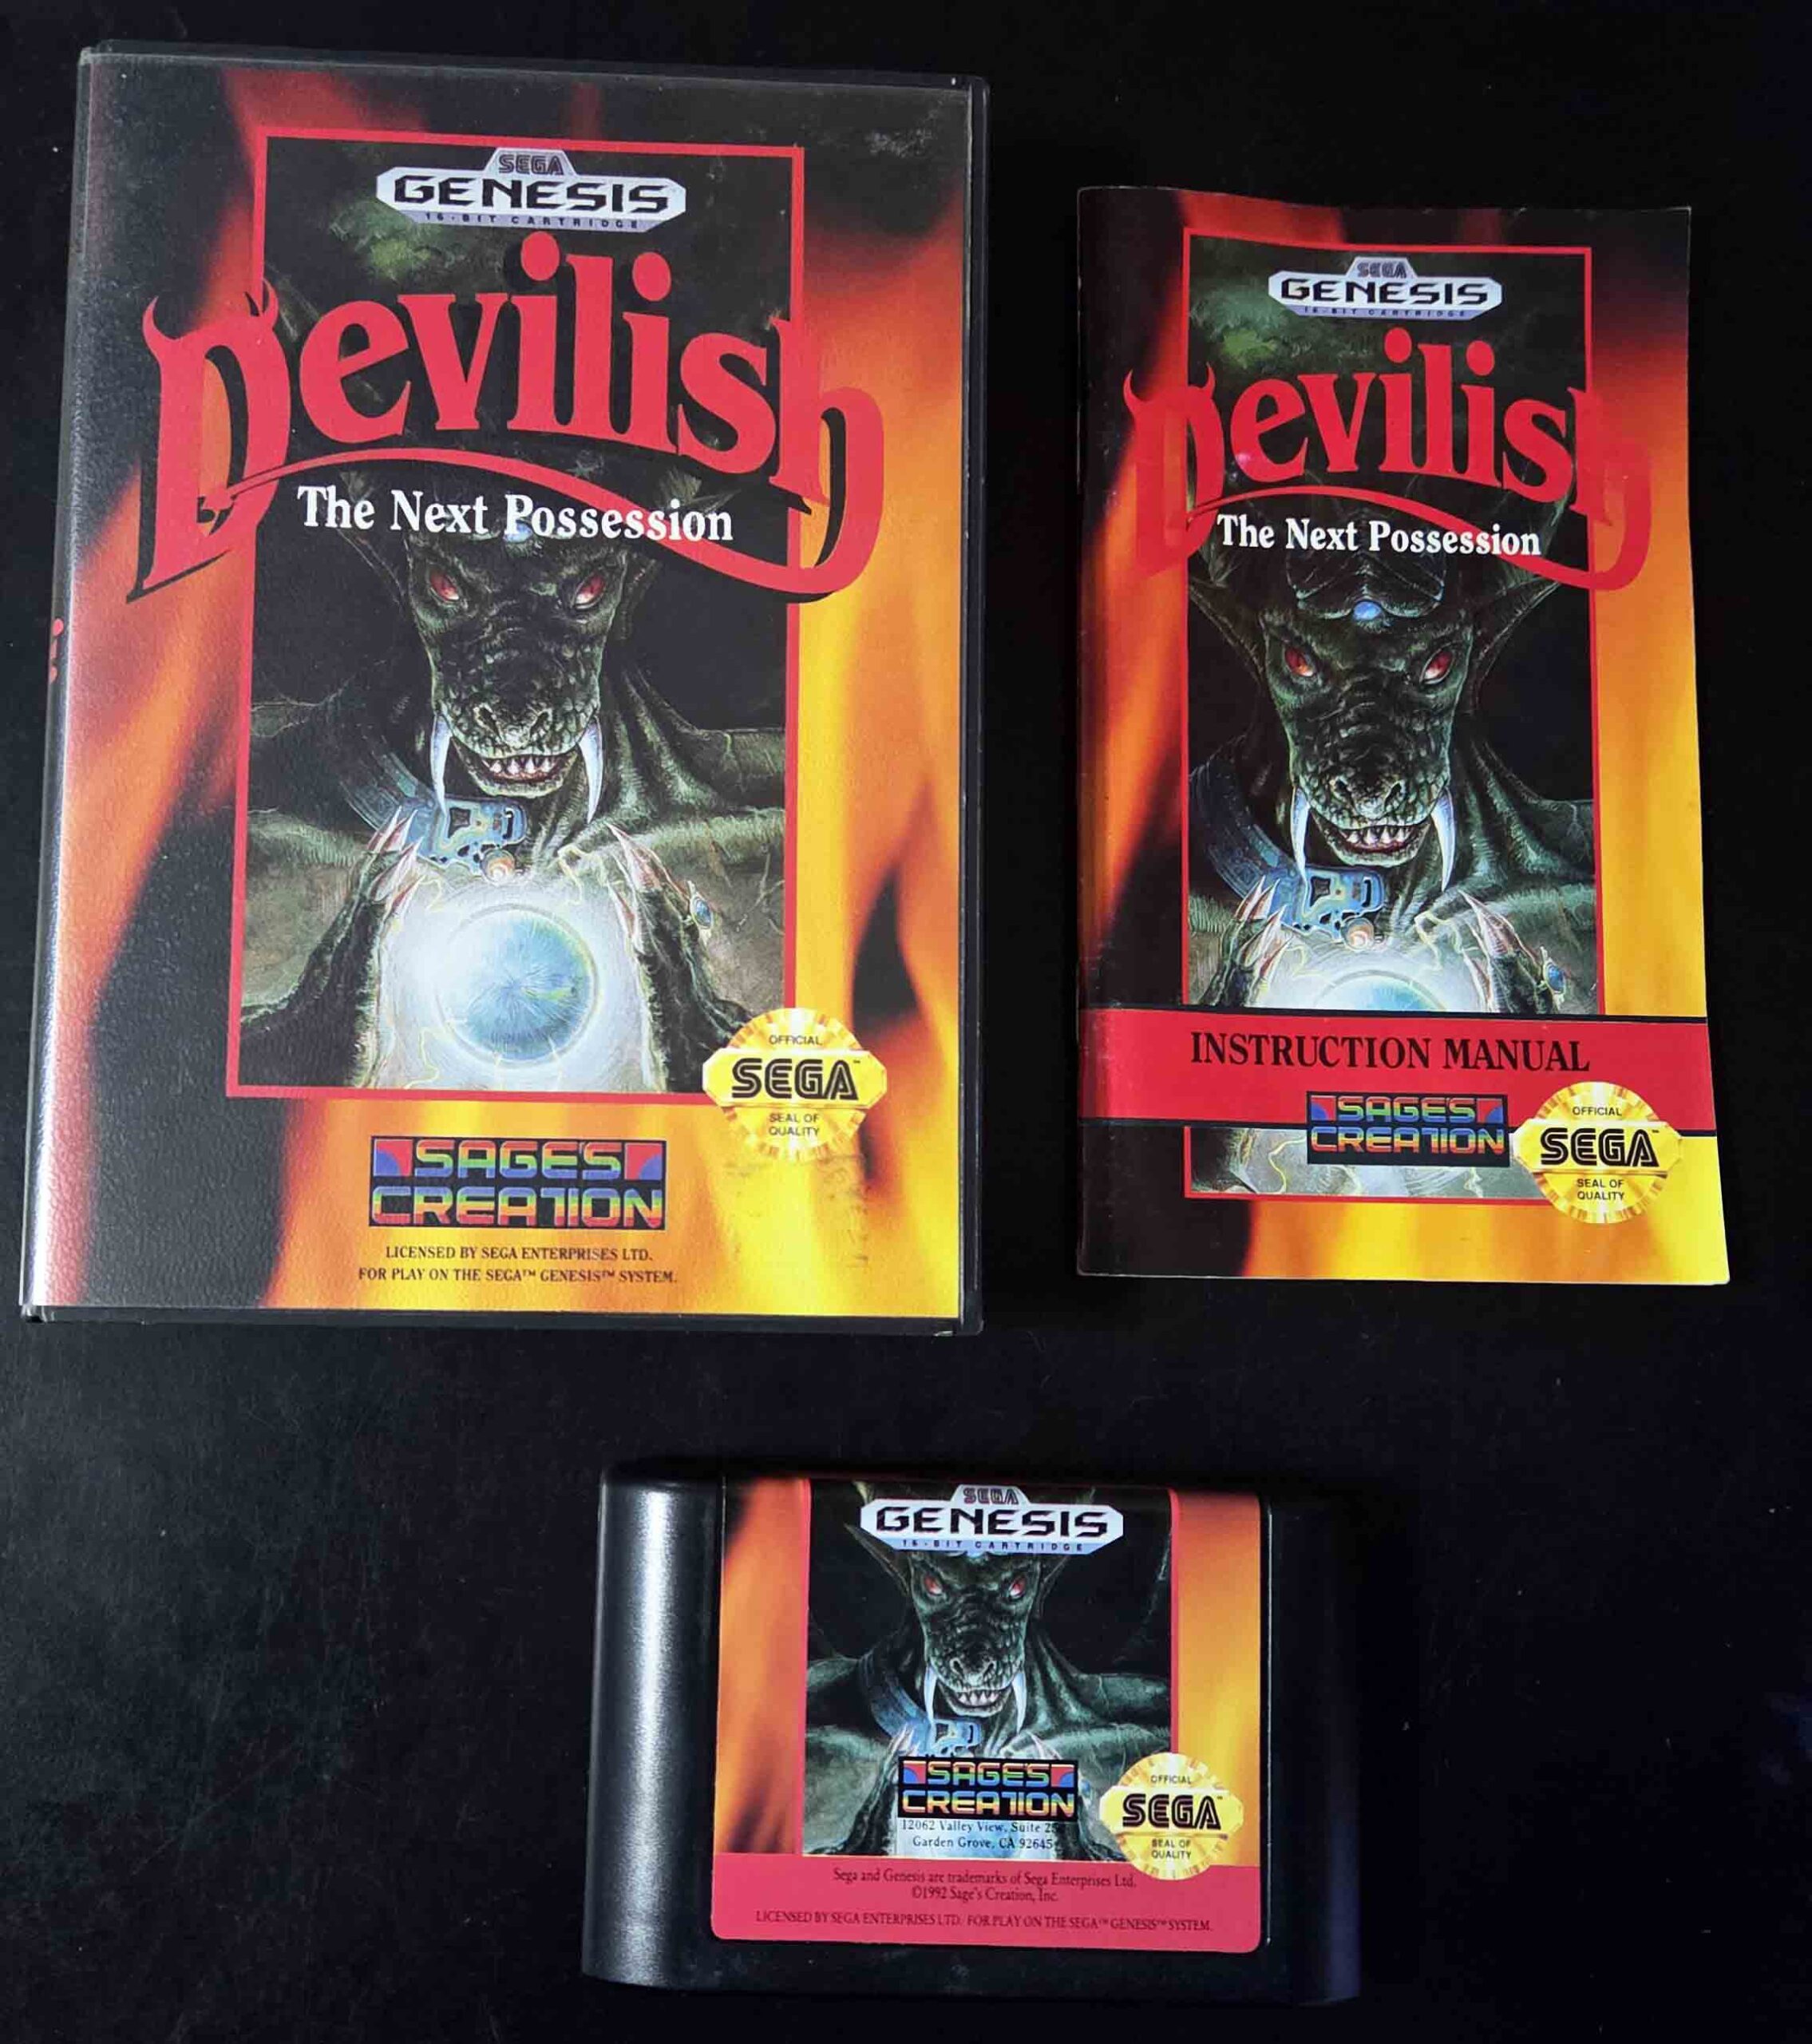 SEGA
GENESIS
16-BIT CARTRIDGE
Devilish
The Next Possession
OFFICIAL
SEGA™
SEAL OF
QUALITY
SAGE'S
CREATION
LICENSED BY SEGA ENTERPRISES LTD.
FOR PLAY ON THE SEGA™ GENESIS™ SYSTEM.
SEGA
GENESIS
16-BIT CARTRIDGE
Devilish
The Next Possession
INSTRUCTION MANUAL
SAGE'S
CREATION
OFFICIAL
SEGA™
SEAL OF
QUALITY
SEGA
GENESIS
16-BIT CARTRIDGE
SAGE'S
CREATION
12062 Valley View, Suite
Garden Grove, CA 92645
OFFICIAL
SEGA™
SEAL OF
QUALITY
Sega and Genesis are trademarks of Sega Enterprises Ltd.
©1992 Sage's Creation, Inc.
LICENSED BY SEGA ENTERPRISES LTD. FOR PLAY ON THE SEGA™ GENESIS™ SYSTEM.